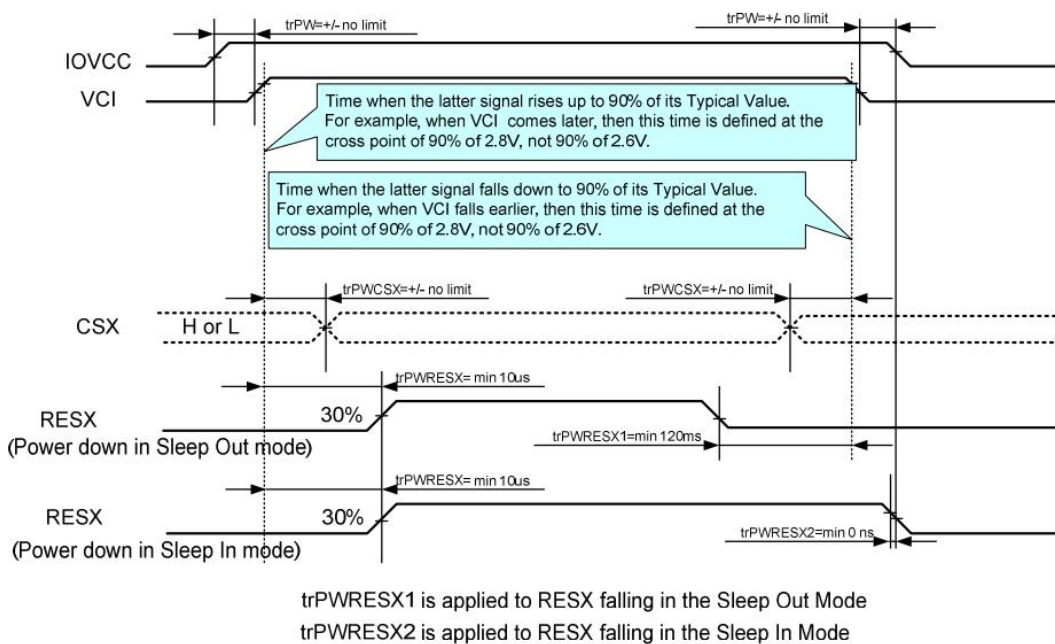 trPW=+/- no limit
trPW=+/- no limit
IOVCC
VCI
Time when the latter signal rises up to 90% of its Typical Value.
For example, when VCI comes later, then this time is defined at the
cross point of 90% of 2.8V, not 90% of 2.6V.
Time when the latter signal falls down to 90% of its Typical Value.
For example, when VCI falls earlier, then this time is defined at the
cross point of 90% of 2.8V, not 90% of 2.6V.
trPWCSX=+/- no limit
trPWCSX=+/- no limit
CSX
H or L
trPWRESX= min 10us
RESX
30%
(Power down in Sleep Out mode)
trPWRESX1=min 120ms
trPWRESX= min 10us
RESX
30%
(Power down in Sleep In mode)
trPWRESX2=min 0 ns
trPWRESX1 is applied to RESX falling in the Sleep Out Mode
trPWRESX2 is applied to RESX falling in the Sleep In Mode